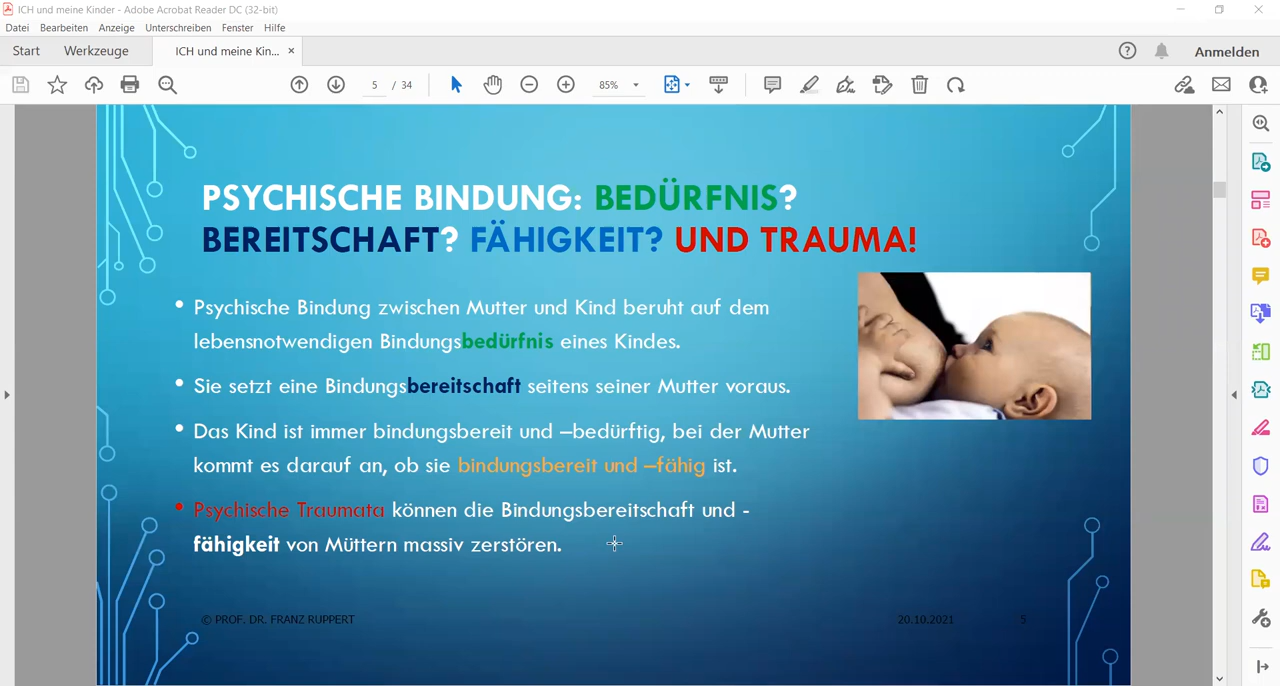 ICH und meine Kinder - Adobe Acrobat Reader DC (32-bit)
Datei Bearbeiten Anzeige Unterschreiben Fenster Hilfe
Start Werkzeuge ICH und meine Kin... × Anmelden
5 / 34 85%
PSYCHISCHE BINDUNG: BEDÜRFNIS?
BEREITSCHAFT? FÄHIGKEIT? UND TRAUMA!
• Psychische Bindung zwischen Mutter und Kind beruht auf dem
lebensnotwendigen Bindungsbedürfnis eines Kindes.
• Sie setzt eine Bindungsbereitschaft seitens seiner Mutter voraus.
• Das Kind ist immer bindungsbereit und –bedürftig, bei der Mutter
kommt es darauf an, ob sie bindungsbereit und –fähig ist.
• Psychische Traumata können die Bindungsbereitschaft und -
fähigkeit von Müttern massiv zerstören.
© PROF. DR. FRANZ RUPPERT 20.10.2021 5